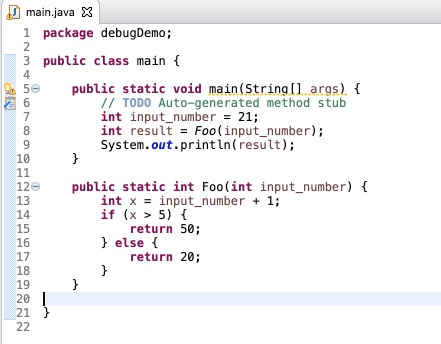 main.java
1 package debugDemo;
2
3 public class main {
4
5 public static void main(String[] args) {
6 // TODO Auto-generated method stub
7 int input_number = 21;
8 int result = Foo(input_number);
9 System.out.println(result);
10 }
11
12 public static int Foo(int input_number) {
13 int x = input_number + 1;
14 if (x > 5) {
15 return 50;
16 } else {
17 return 20;
18 }
19 }
20
21 }
22